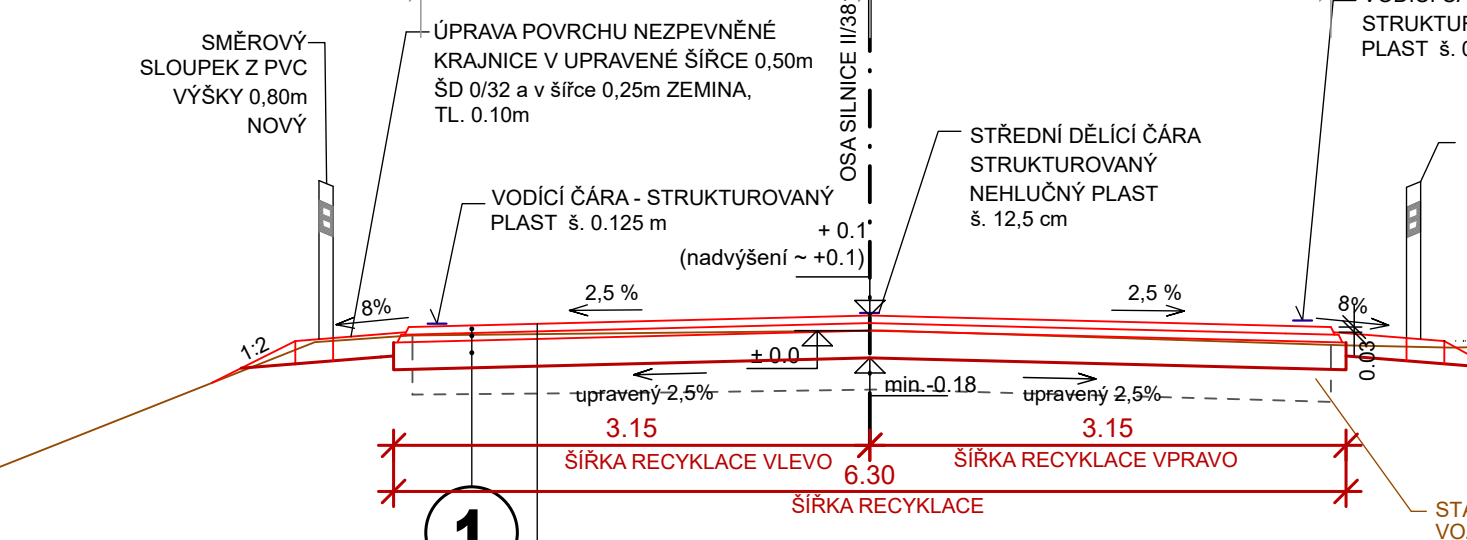 SMĚROVÝ
SLOUPEK Z PVC
VÝŠKY 0,80m
NOVÝ
ÚPRAVA POVRCHU NEZPEVNĚNÉ
KRAJNICE V UPRAVENÉ ŠÍŘCE 0,50m
ŠD 0/32 a v šířce 0,25m ZEMINA,
TL. 0.10m
VODÍCÍ ČÁRA - STRUKTUROVANÝ
PLAST š. 0.125 m
OSA SILNICE II/38
STŘEDNÍ DĚLÍCÍ ČÁRA
STRUKTUROVANÝ
NEHLUČNÝ PLAST
š. 12,5 cm
STRUKTU
PLAST š. 0
+ 0.1
(nadvýšení ~ +0.1)
8%
2,5 %
2,5 %
8%
1:2
± 0.0
0.03
min.-0.18
upravený 2,5%
upravený 2,5%
3.15
3.15
ŠÍŘKA RECYKLACE VLEVO
ŠÍŘKA RECYKLACE VPRAVO
6.30
ŠÍŘKA RECYKLACE
1
STA
VO